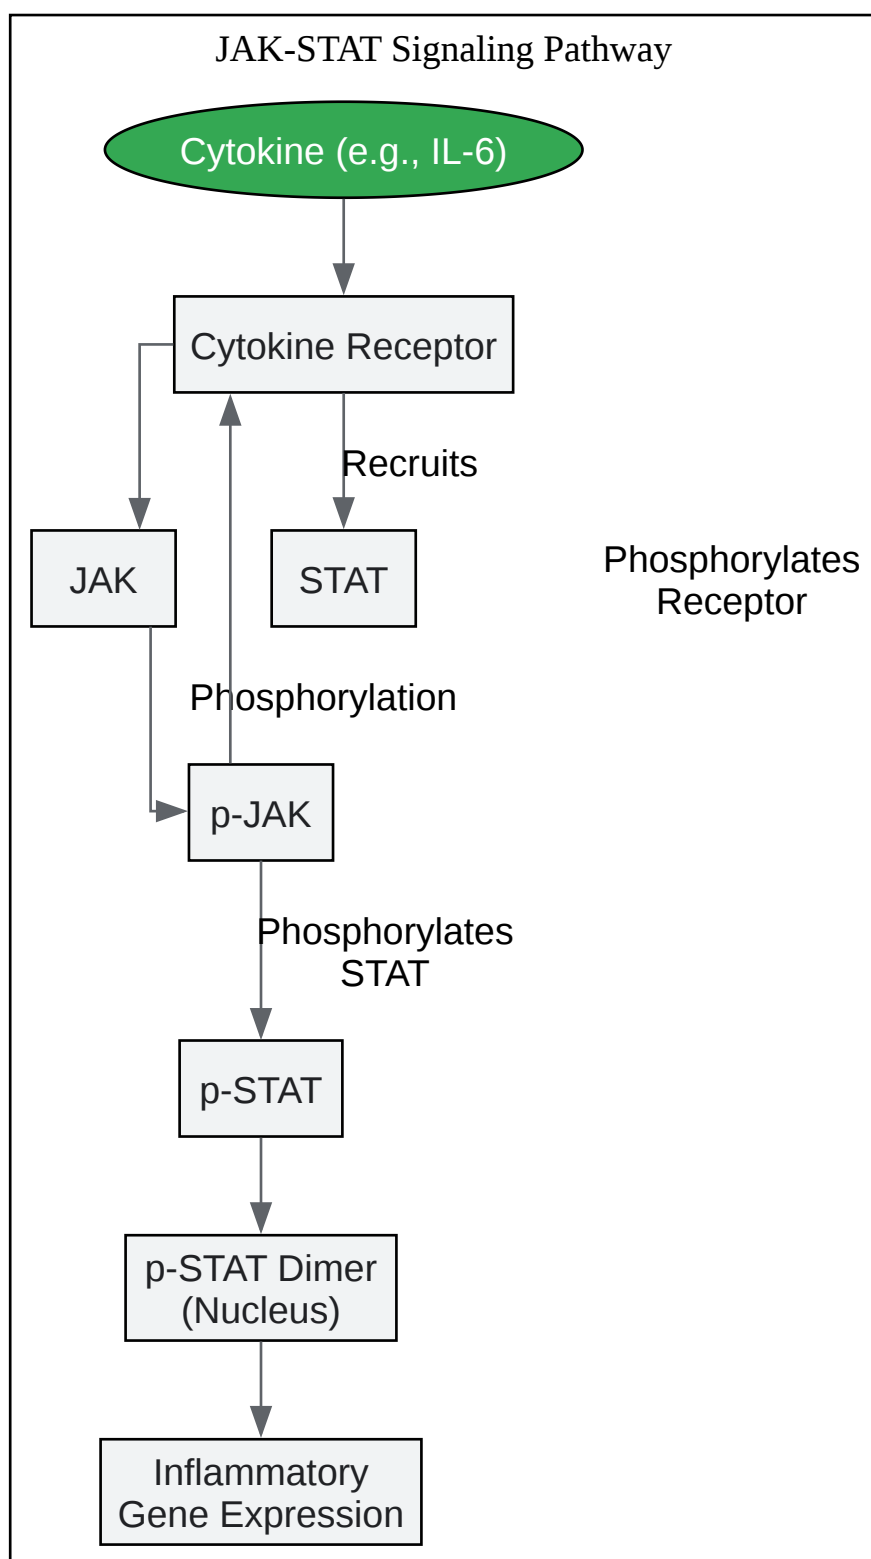 JAK-STAT Signaling Pathway
Cytokine (e.g., IL-6)
Cytokine Receptor
Recruits
JAK
STAT
Phosphorylates
Receptor
Phosphorylation
p-JAK
Phosphorylates
STAT
p-STAT
p-STAT Dimer
(Nucleus)
Inflammatory
Gene Expression